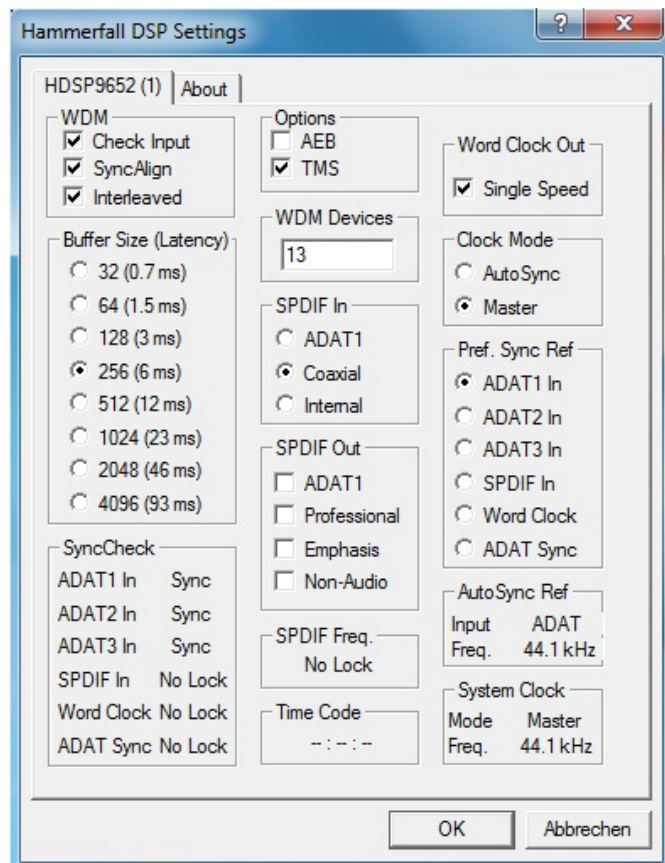 Hammerfall DSP Settings
?
X
HDSP9652 (1)
About
WDM
Check Input
SyncAlign
Interleaved
Buffer Size (Latency)
32 (0.7 ms)
64 (1.5 ms)
128 (3 ms)
256 (6 ms)
512 (12 ms)
1024 (23 ms)
2048 (46 ms)
4096 (93 ms)
SyncCheck
ADAT1 In Sync
ADAT2 In Sync
ADAT3 In Sync
SPDIF In No Lock
Word Clock No Lock
ADAT Sync No Lock
Options
AEB
TMS
WDM Devices
13
SPDIF In
ADAT1
Coaxial
Internal
SPDIF Out
ADAT1
Professional
Emphasis
Non-Audio
SPDIF Freq.
No Lock
Time Code
-- : -- : --
Word Clock Out
Single Speed
Clock Mode
AutoSync
Master
Pref. Sync Ref
ADAT1 In
ADAT2 In
ADAT3 In
SPDIF In
Word Clock
ADAT Sync
AutoSync Ref
Input ADAT
Freq. 44.1 kHz
System Clock
Mode Master
Freq. 44.1 kHz
OK
Abbrechen